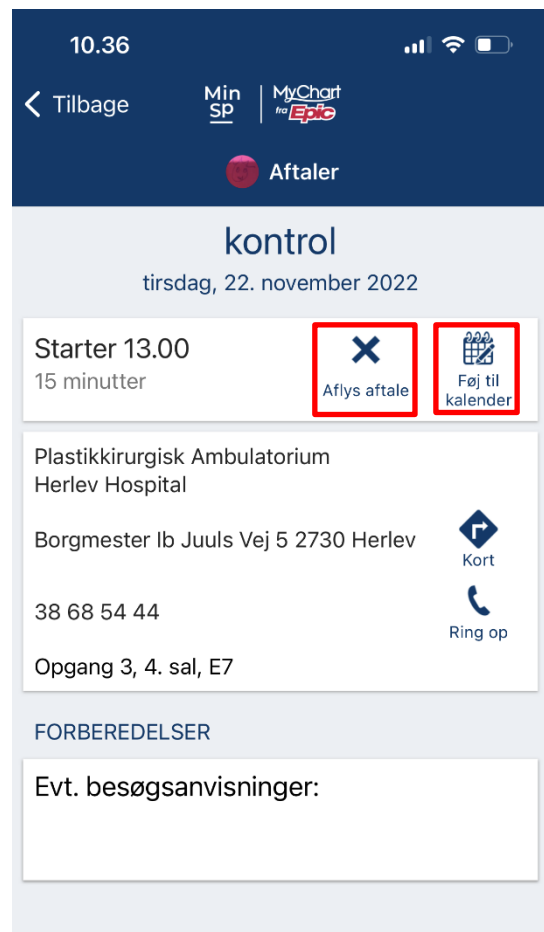 10.36
Tilbage
Min
SP
MyChart
fra Epic
Aftaler
kontrol
tirsdag, 22. november 2022
Starter 13.00
15 minutter
Aflys aftale
Føj til
kalender
Plastikkirurgisk Ambulatorium
Herlev Hospital
Borgmester Ib Juuls Vej 5 2730 Herlev
Kort
38 68 54 44
Ring op
Opgang 3, 4. sal, E7
FORBEREDELSER
Evt. besøgsanvisninger: